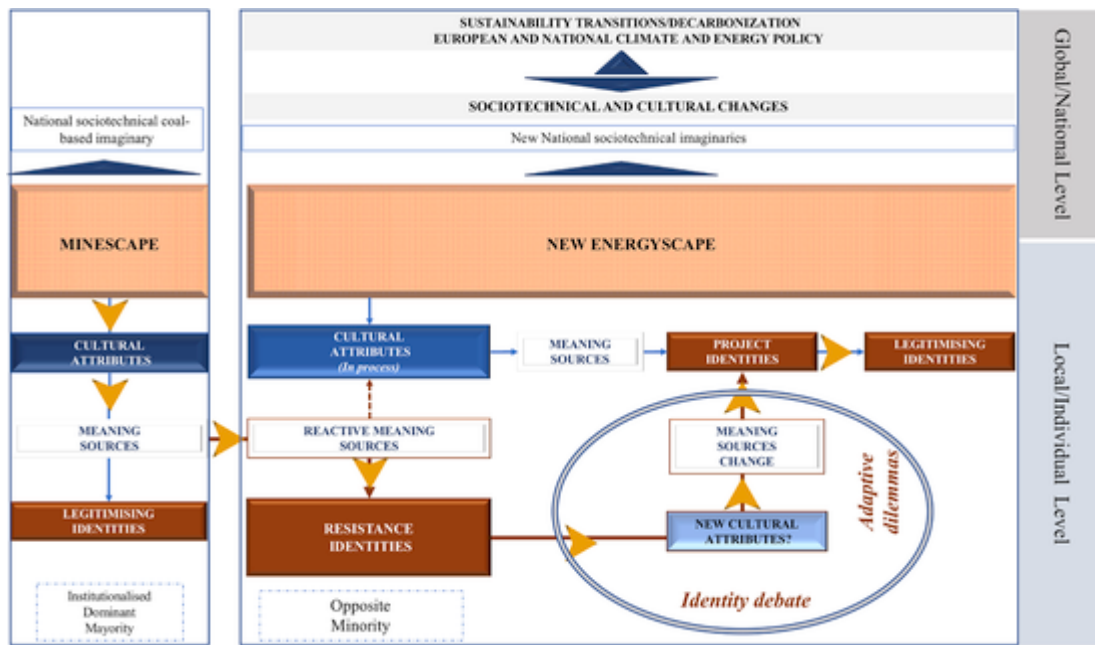 SUSTAINABILITY TRANSITIONS/DECARBONIZATION
EUROPEAN AND NATIONAL CLIMATE AND ENERGY POLICY
SOCIOTECHNICAL AND CULTURAL CHANGES
National sociotechnical coal-
based imaginary
New National sociotechnical imaginaries
Global/National Level
MINESCAPE
NEW ENERGYSCAPE
CULTURAL
ATTRIBUTES
CULTURAL
ATTRIBUTES
(In process)
MEANING
SOURCES
PROJECT
IDENTITIES
LEGITIMISING
IDENTITIES
MEANING
SOURCES
REACTIVE MEANING
SOURCES
MEANING
SOURCES
CHANGE
Adaptive
dilemmas
LEGITIMISING
IDENTITIES
RESISTANCE
IDENTITIES
NEW CULTURAL
ATTRIBUTES?
Identity debate
Institutionalised
Dominant
Mayority
Opposite
Minority
Local/Individual Level